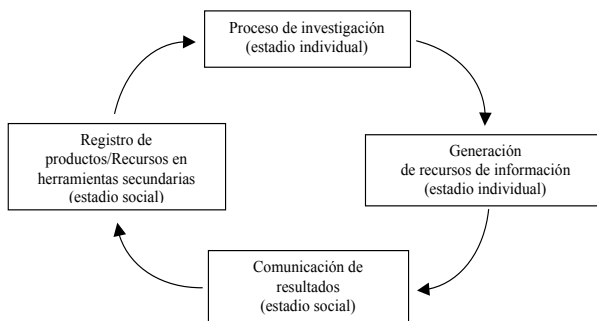 Proceso de investigación
(estadio individual)
Generación
de recursos de información
(estadio individual)
Comunicación de
resultados
(estadio social)
Registro de
productos/Recursos en
herramientas secundarias
(estadio social)